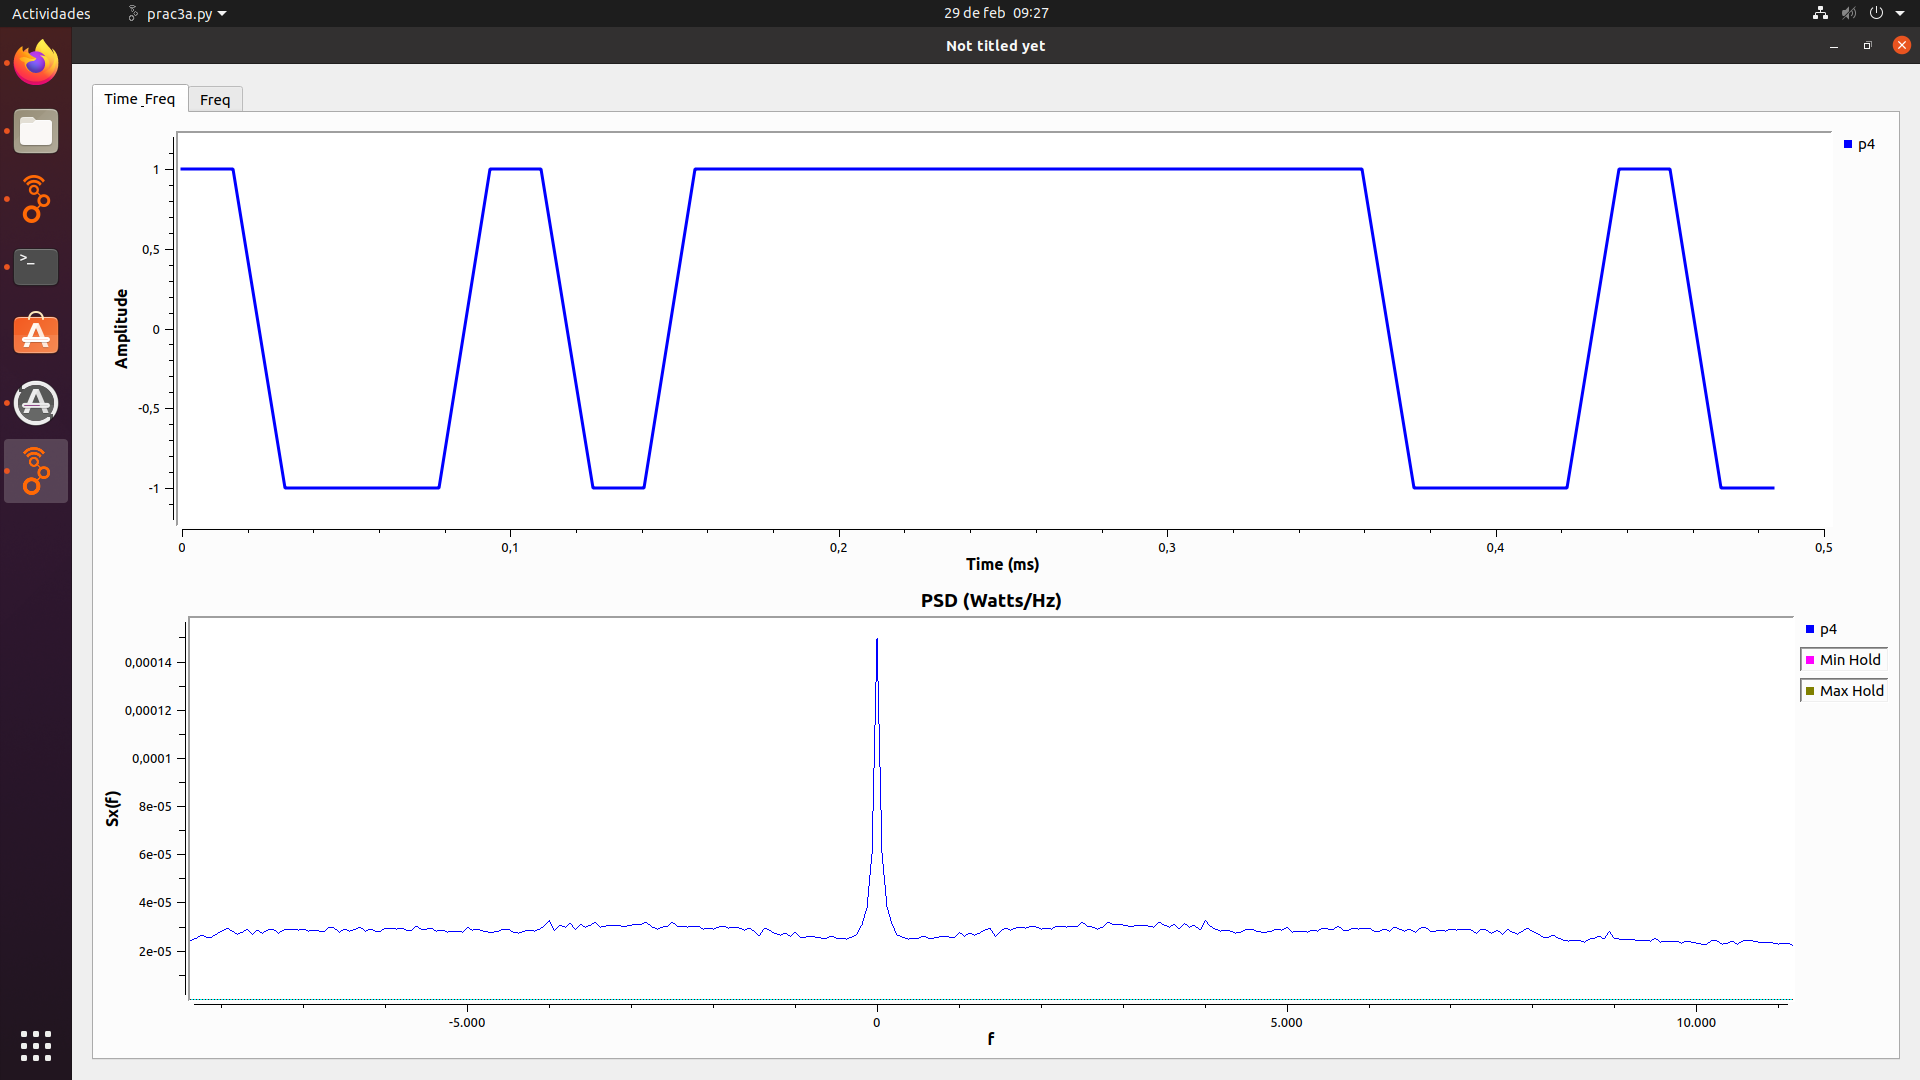 Actividades
prac3a.py
29 de feb 09:27
Not titled yet
Time_Freq
Freq
p4
1
0,5
0
-0,5
-1
Amplitude
0
0,1
0,2
0,3
0,4
0,5
Time (ms)
PSD (Watts/Hz)
p4
Min Hold
Max Hold
0,00014
0,00012
0,0001
8e-05
6e-05
4e-05
2e-05
Sx(f)
-5.000
0
5.000
10.000
f